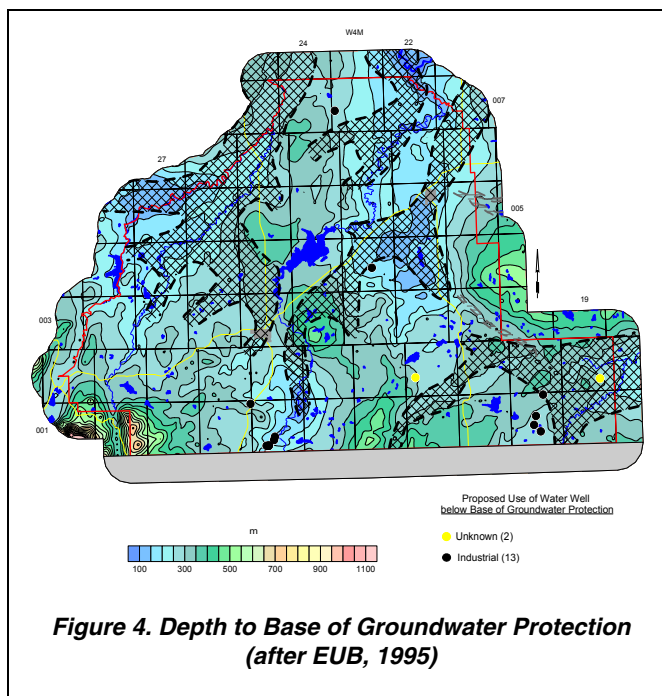 W4M
24
22
007
27
005
19
003
001
Proposed Use of Water Well
below Base of Groundwater Protection
Unknown (2)
Industrial (13)
m
100 300 500 700 900 1100
Figure 4. Depth to Base of Groundwater Protection
(after EUB, 1995)